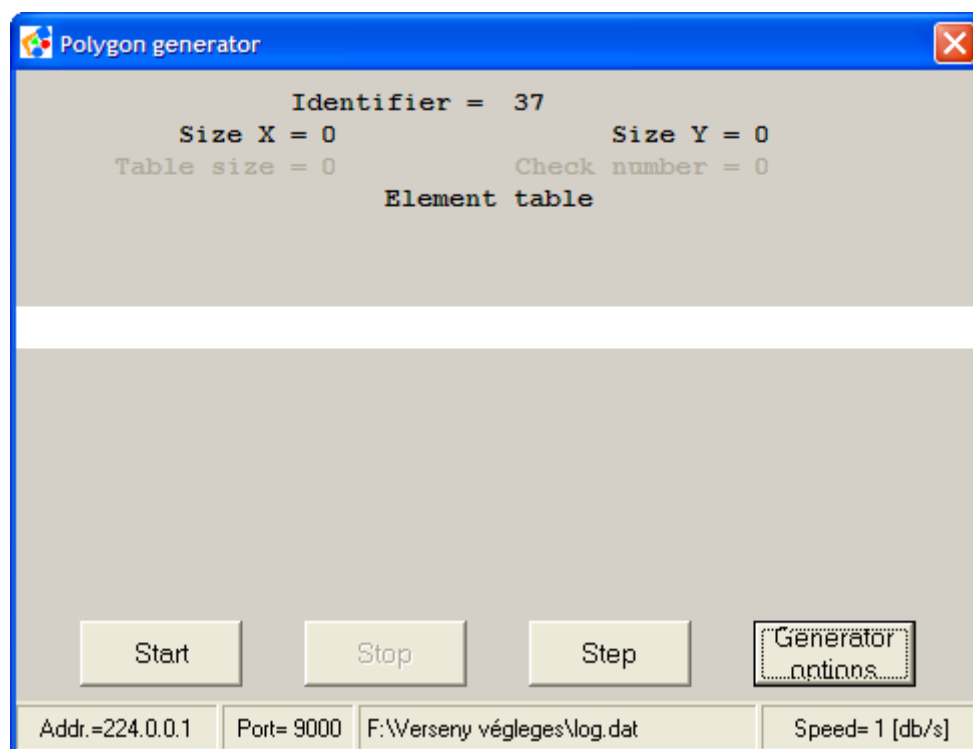 Polygon generator
Identifier = 37
Size X = 0 Size Y = 0
Table size = 0 Check number = 0
Element table
Start Stop Step Generator options
Addr.=224.0.0.1 Port= 9000 F:\Verseny végleges\log.dat Speed= 1 [db/s]